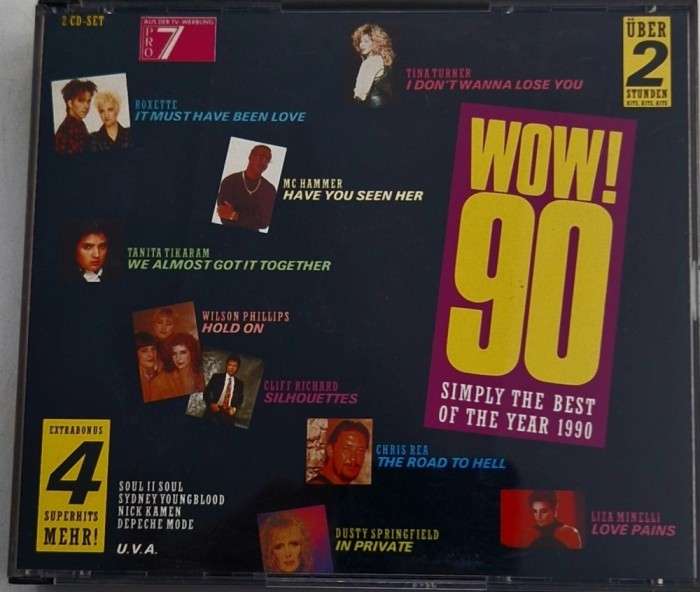 2 CD-SET
AUS DER TV-WERBUNG
PRO 7
ÜBER
2
STUNDEN
HITS, HITS, HITS
TINA TURNER
I DON'T WANNA LOSE YOU
ROXETTE
IT MUST HAVE BEEN LOVE
WOW!
90
SIMPLY THE BEST
OF THE YEAR 1990
MC HAMMER
HAVE YOU SEEN HER
TANITA TIKARAM
WE ALMOST GOT IT TOGETHER
WILSON PHILLIPS
HOLD ON
CLIFF RICHARD
SILHOUETTES
EXTRABONUS
4
SUPERHITS
MEHR!
SOUL II SOUL
SYDNEY YOUNGBLOOD
NICK KAMEN
DEPECHE MODE
U.V.A.
CHRIS REA
THE ROAD TO HELL
LIZA MINELLI
LOVE PAINS
DUSTY SPRINGFIELD
IN PRIVATE